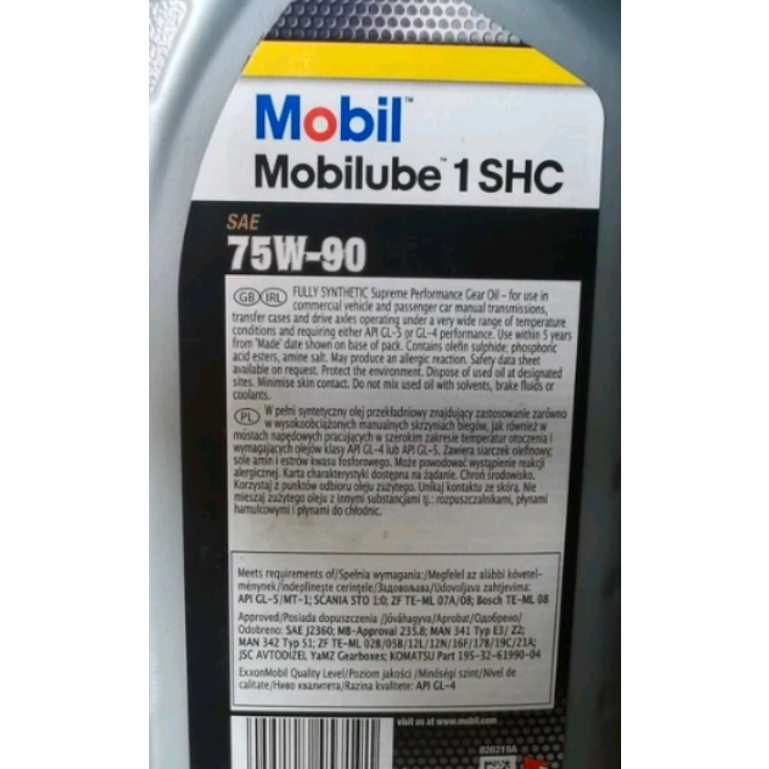 Mobil™
Mobilube™ 1 SHC
SAE
75W-90
GB IRL FULLY SYNTHETIC Supreme Performance Gear Oil – for use in
commercial vehicle and passenger car manual transmissions,
transfer cases and drive axles operating under a very wide range of temperature
conditions and requiring either API GL-5 or GL-4 performance. Use within 5 years
from "Made" date shown on base of pack. Contains olefin sulphide; phosphoric
acid esters, amine salt. May produce an allergic reaction. Safety data sheet
available on request. Protect the environment. Dispose of used oil at designated
sites. Minimise skin contact. Do not mix used oil with solvents, brake fluids or
coolants.
PL W pełni syntetyczny olej przekładniowy znajdujący zastosowanie zarówno
w wysokoobciążonych manualnych skrzyniach biegów, jak również w
mostach napędowych pracujących w szerokim zakresie temperatur otoczenia i
wymagających olejów klasy API GL-4 lub API GL-5. Zawiera siarczek olefinowy;
sole amin i estrów kwasu fosforowego. Może powodować wystąpienie reakcji
alergicznej. Karta charakterystyki dostępna na żądanie. Chroń środowisko.
Korzystaj z punktów odbioru oleju zużytego. Unikaj kontaktu ze skórą. Nie
mieszaj zużytego oleju z innymi substancjami tj.: rozpuszczalnikami, płynami
hamulcowymi i płynami do chłodnic.
Meets requirements of/Spełnia wymagania:/Megfelel az alábbi követel-
ménynek/îndeplineşte cerinţele/Задовольява/Udovoljava zahtjevima:
API GL-5/MT-1; SCANIA STO 1:0; ZF TE-ML 07A/08; Bosch TE-ML 08
Approved/Posiada dopuszczenia /Jóváhagyva/Aprobat/Одобрено/
Odobreno: SAE J2360; MB-Approval 235.8; MAN 341 Typ E3/ Z2;
MAN 342 Typ S1; ZF TE-ML 02B/05B/12L/12N/16F/17B/19C/21A;
JSC AVTODIZEL YaMZ Gearboxes; KOMATSU Part 195-32-61990-04
ExxonMobil Quality Level/Poziom jakości /Minőségi szint/Nivel de
calitate/Ниво квалитета/Razina kvalitete: API GL-4
visit us at www.mobil.com
826219A